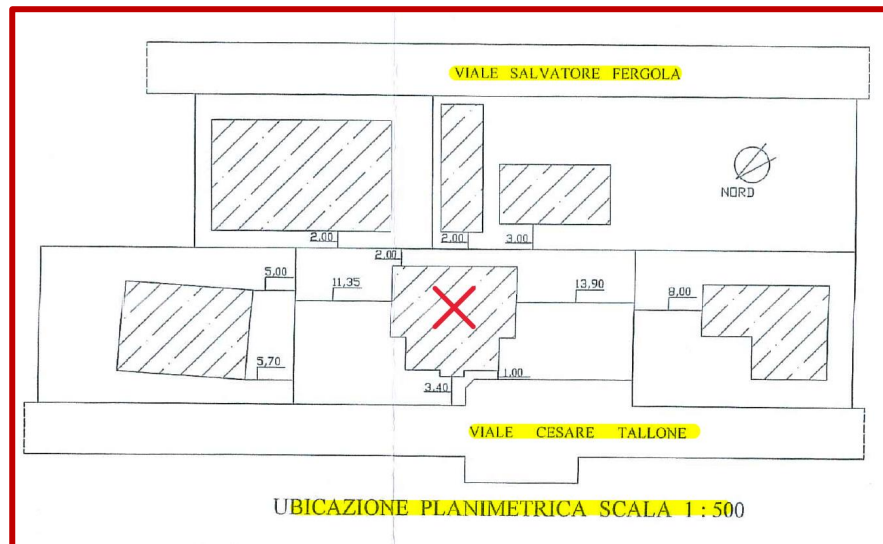 VIALE SALVATORE FERGOLA
NORD
2.00
2.00
3.00
2.00
5,00
11,35
13,90
8,00
5,70
3,40
1,00
VIALE CESARE TALLONE
UBICAZIONE PLANIMETRICA SCALA 1 : 500